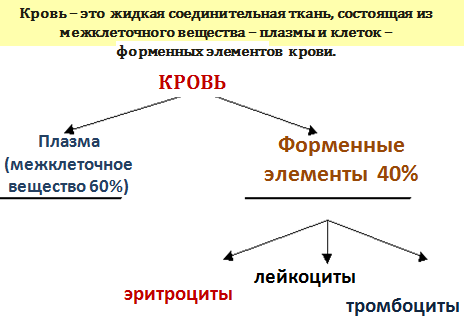 Кровь – это жидкая соединительная ткань, состоящая из
межклеточного вещества – плазмы и клеток –
форменных элементов крови.
КРОВЬ
Плазма
(межклеточное
вещество 60%)
Форменные
элементы 40%
эритроциты
лейкоциты
тромбоциты